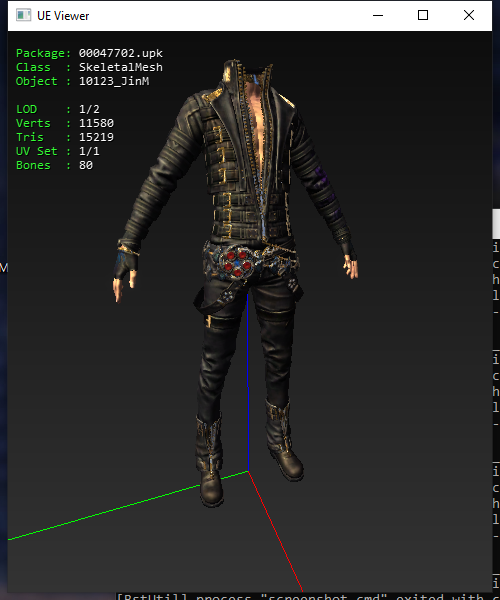 UE Viewer
Package: 00047702.upk
Class : SkeletalMesh
Object : 10123_JinM
LOD : 1/2
Verts : 11580
Tris : 15219
UV Set : 1/1
Bones : 80
M
i
c
h
l
-
i
c
h
l
-
i
c
h
l
-
i
[BstUtil] process "screenshot.cmd" exited with c